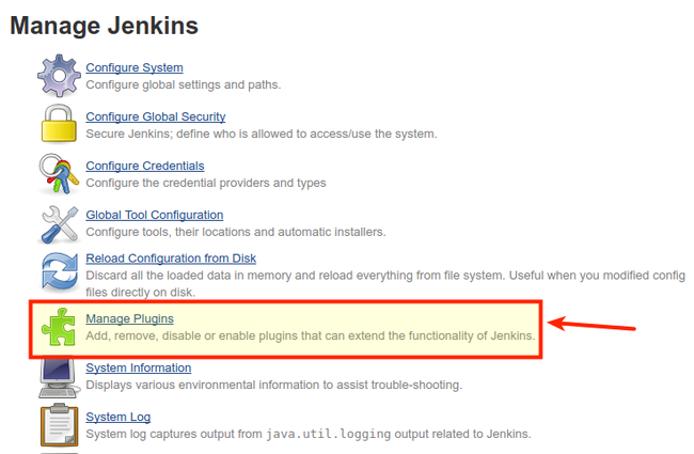 Manage Jenkins
Configure System
Configure global settings and paths.
Configure Global Security
Secure Jenkins; define who is allowed to access/use the system.
Configure Credentials
Configure the credential providers and types
Global Tool Configuration
Configure tools, their locations and automatic installers.
Reload Configuration from Disk
Discard all the loaded data in memory and reload everything from file system. Useful when you modified config
files directly on disk.
Manage Plugins
Add, remove, disable or enable plugins that can extend the functionality of Jenkins.
System Information
Displays various environmental information to assist trouble-shooting.
System Log
System log captures output from java.util.logging output related to Jenkins.